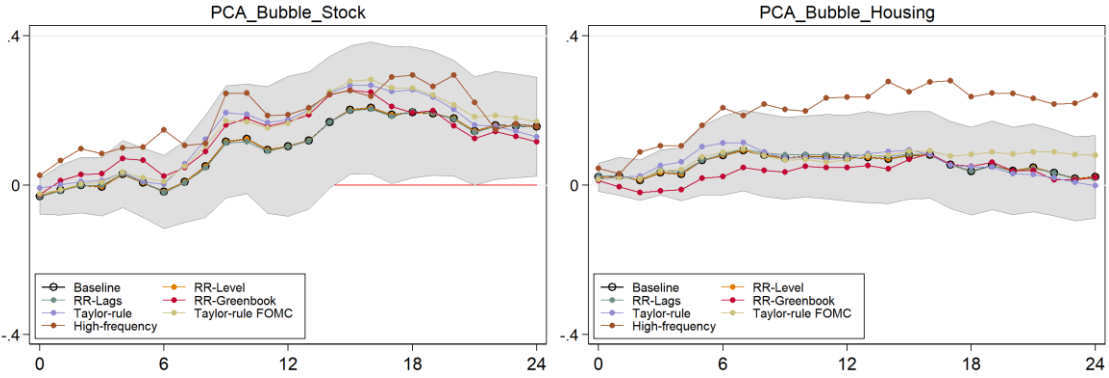 PCA_Bubble_Stock
.4
0
-.4
Baseline RR-Level
RR-Lags RR-Greenbook
Taylor-rule Taylor-rule FOMC
High-frequency
0 6 12 18 24
PCA_Bubble_Housing
.4
0
-.4
Baseline RR-Level
RR-Lags RR-Greenbook
Taylor-rule Taylor-rule FOMC
High-frequency
0 6 12 18 24